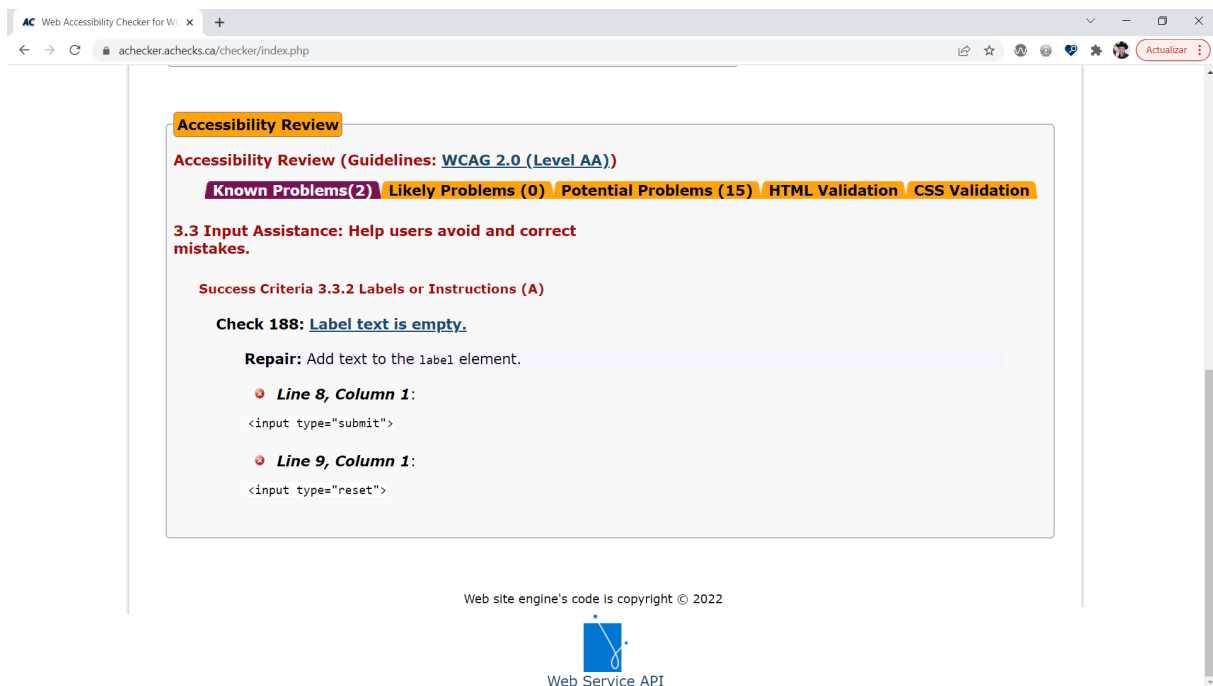 AC Web Accessibility Checker for W
achecker.achecks.ca/checker/index.php
Actualizar
Accessibility Review
Accessibility Review (Guidelines: WCAG 2.0 (Level AA))
Known Problems(2) Likely Problems (0) Potential Problems (15) HTML Validation CSS Validation
3.3 Input Assistance: Help users avoid and correct
mistakes.
Success Criteria 3.3.2 Labels or Instructions (A)
Check 188: Label text is empty.
Repair: Add text to the label element.
Line 8, Column 1:
<input type="submit">
Line 9, Column 1:
<input type="reset">
Web site engine's code is copyright © 2022
Web Service API